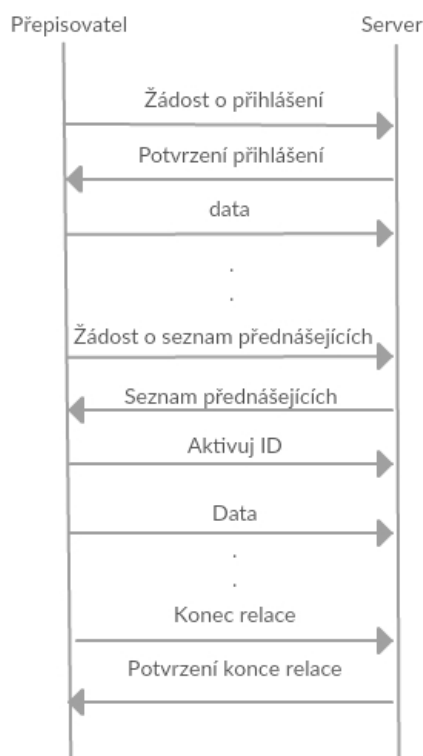 Přepisovatel
Server
Žádost o přihlášení
Potvrzení přihlášení
data
.
.
Žádost o seznam přednášejících
Seznam přednášejících
Aktivuj ID
Data
.
.
Konec relace
Potvrzení konce relace